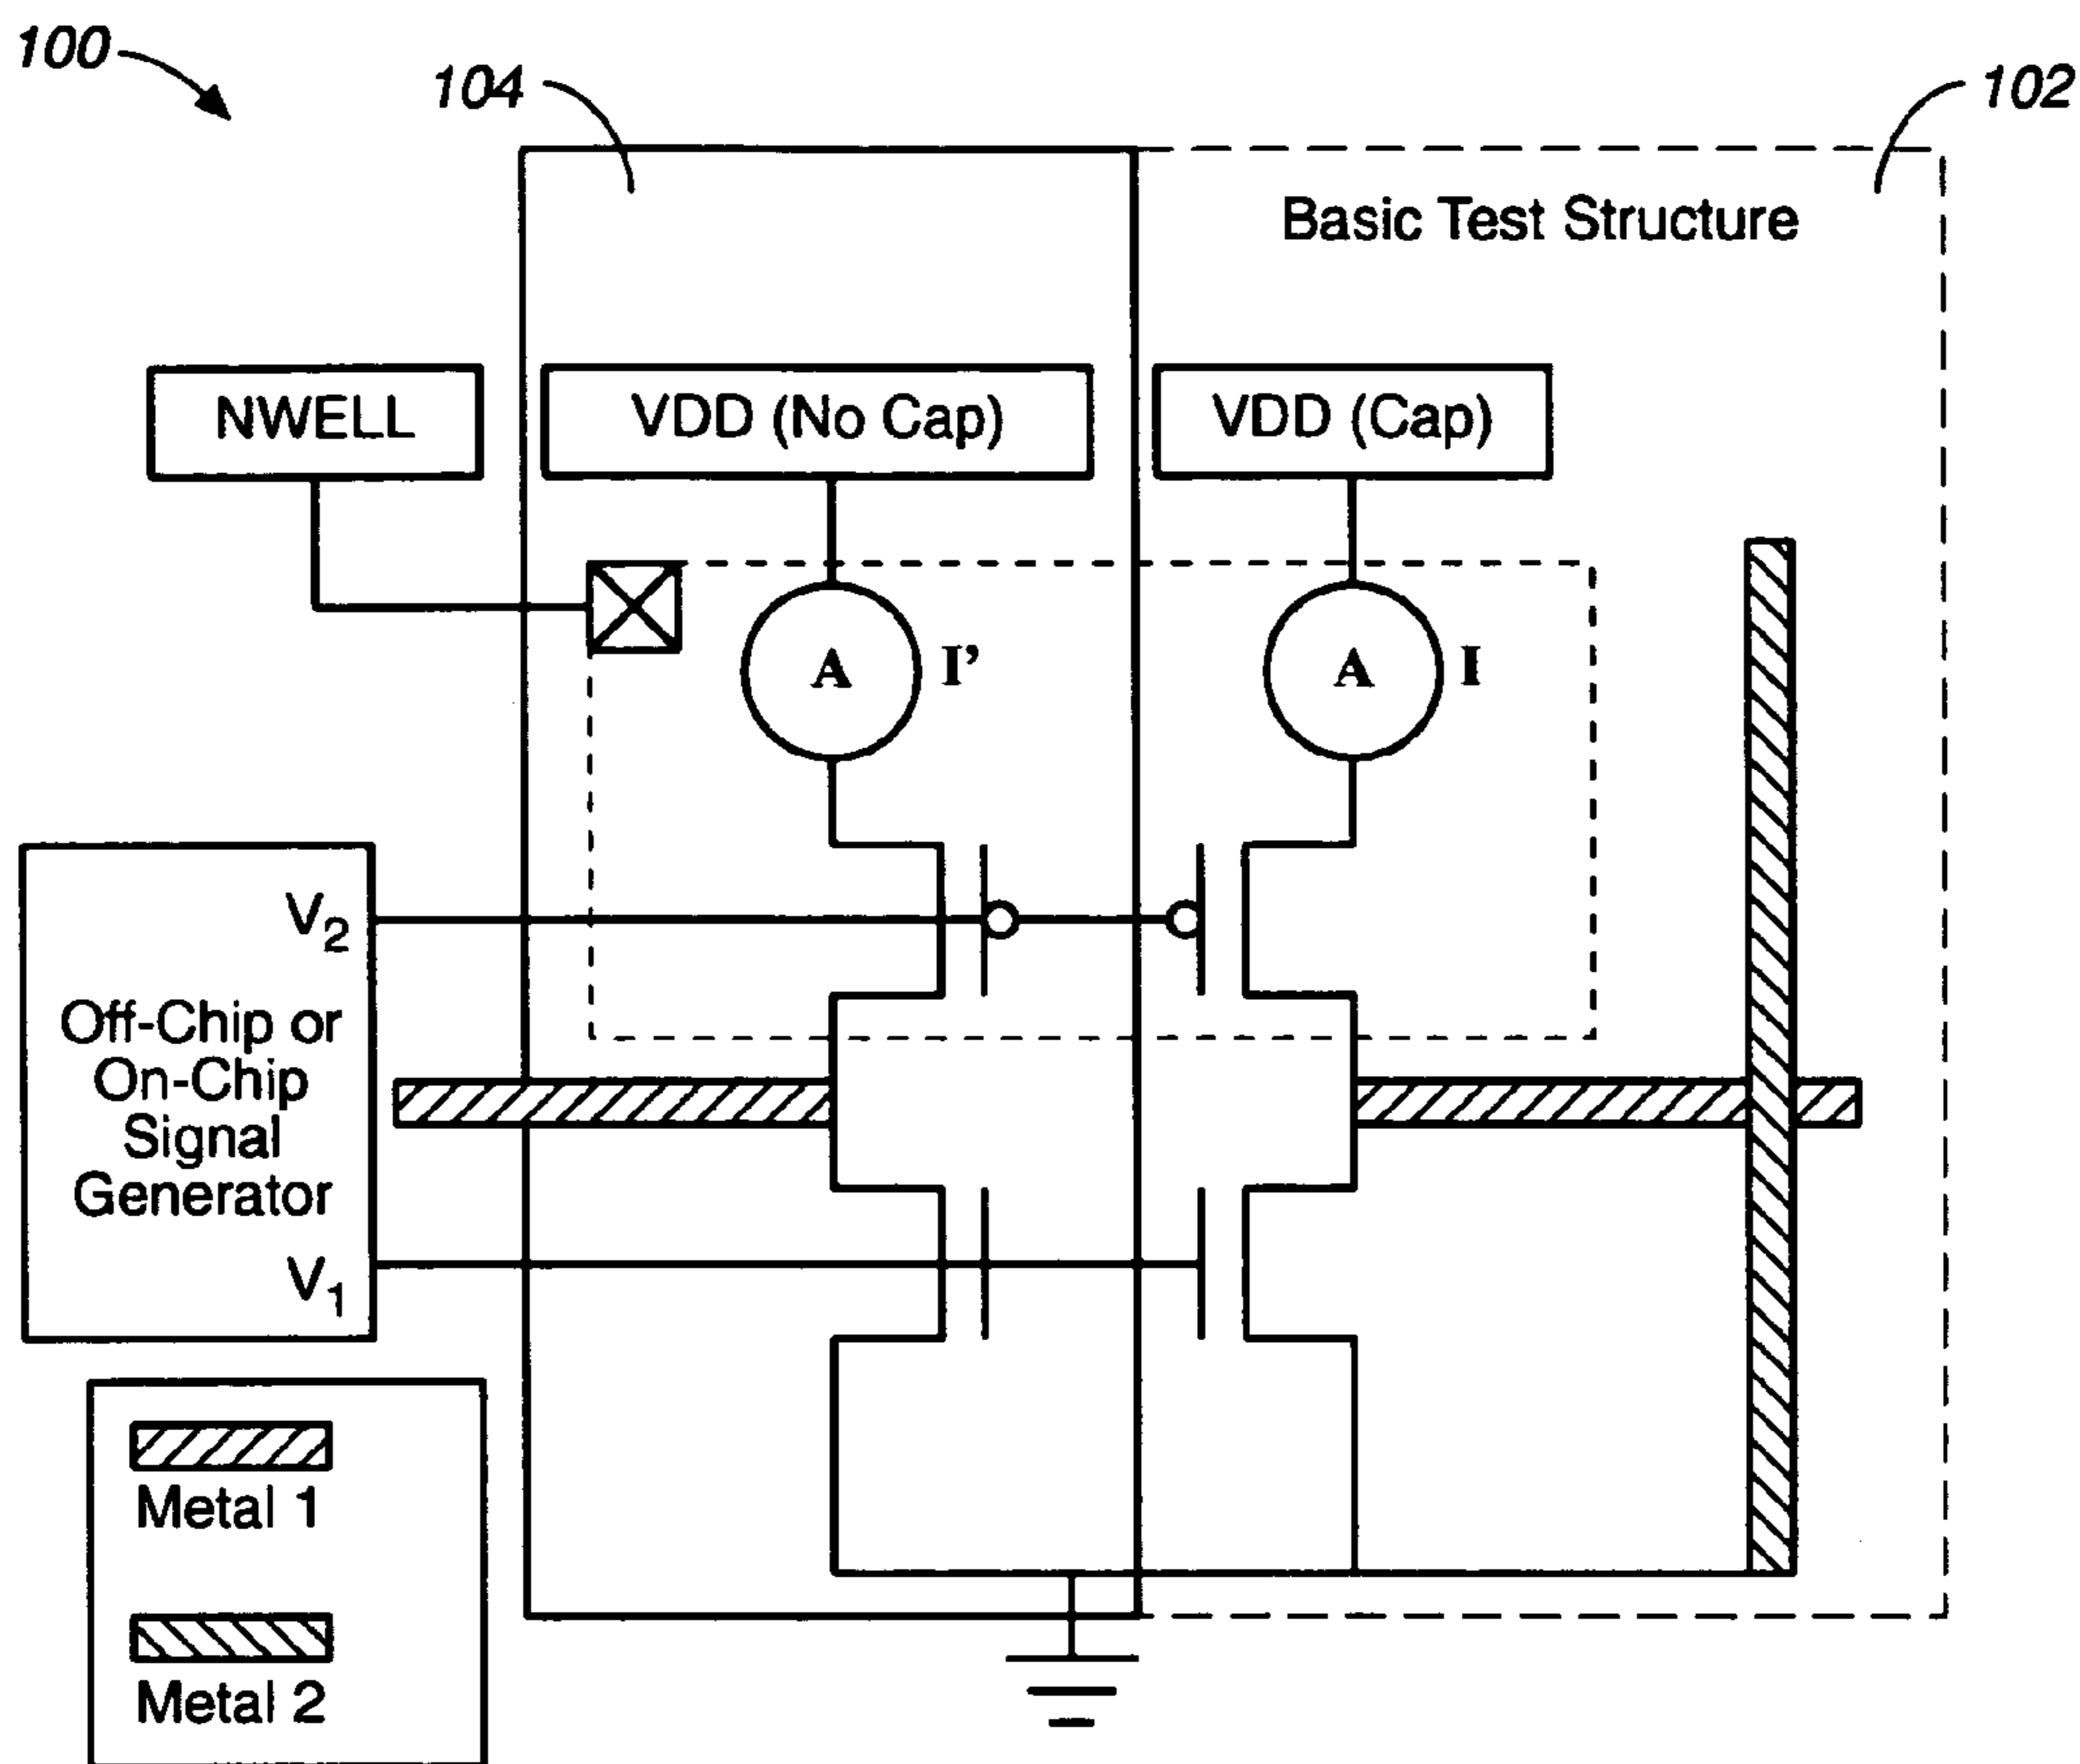 100
104
102
Basic Test Structure
NWELL
VDD (No Cap)
VDD (Cap)
A
I’
A
I
V2
Off-Chip or
On-Chip
Signal
Generator
V1
Metal 1
Metal 2